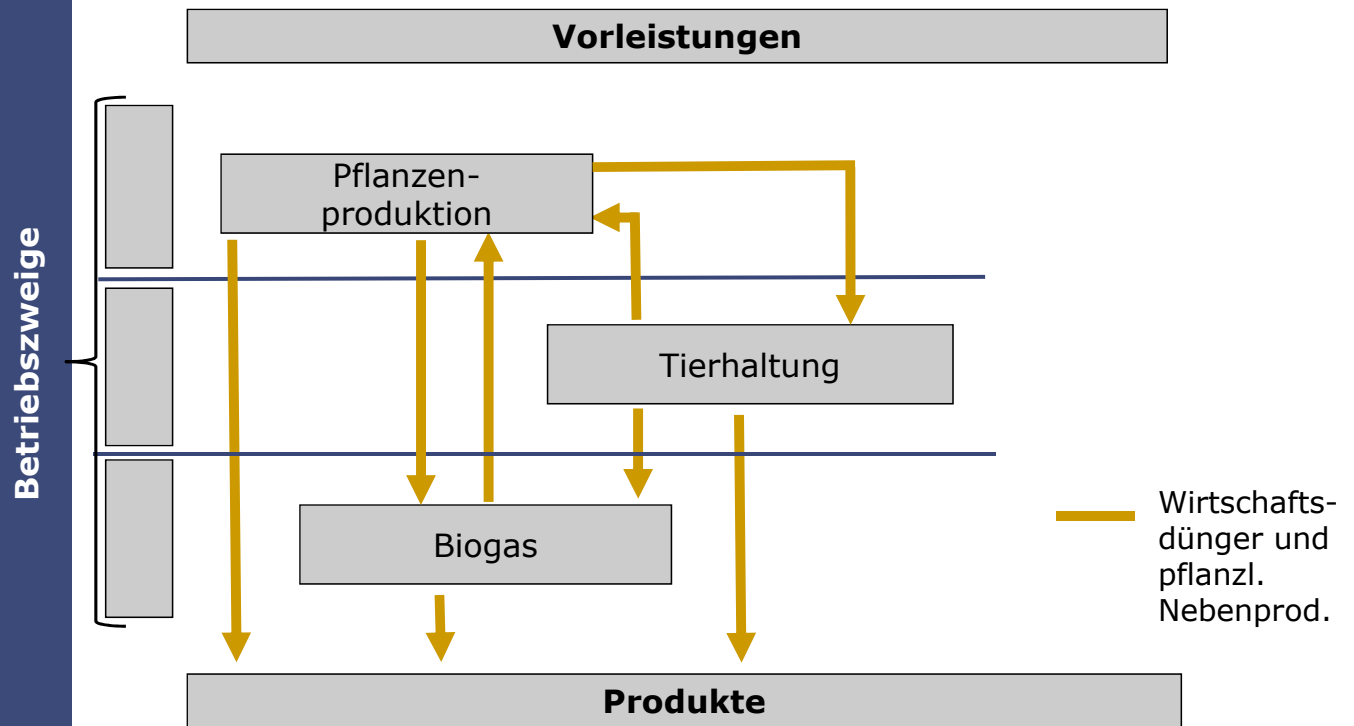 Vorleistungen
Betriebszweige
Pflanzen-
produktion
Tierhaltung
Biogas
Wirtschafts-
dünger und
pflanzl.
Nebenprod.
Produkte